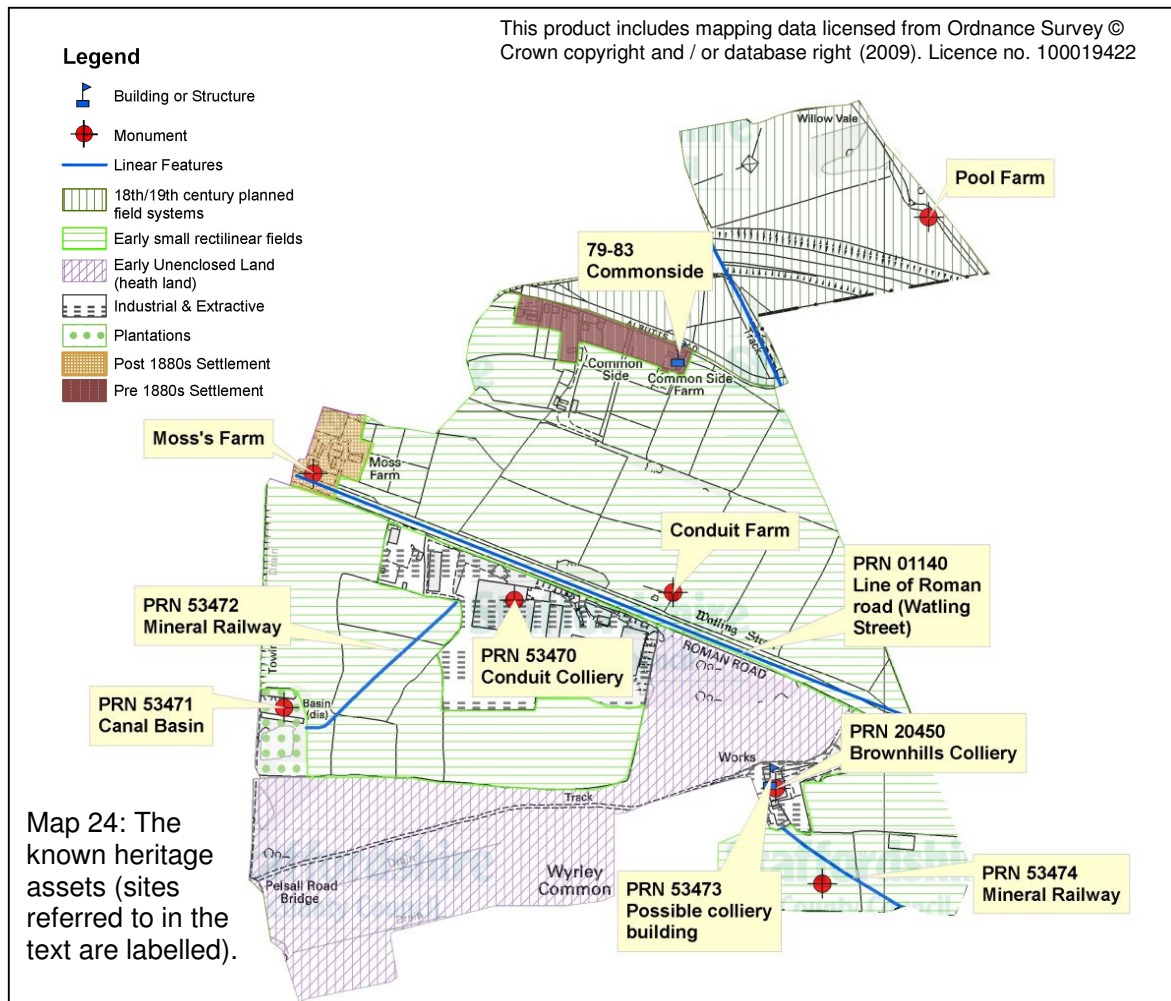 This product includes mapping data licensed from Ordnance Survey ©
Crown copyright and / or database right (2009). Licence no. 100019422
Legend
Building or Structure
Monument
Linear Features
18th/19th century planned
field systems
Early small rectilinear fields
Early Unenclosed Land
(heath land)
Industrial & Extractive
Plantations
Post 1880s Settlement
Pre 1880s Settlement
Willow Vale
Pool Farm
79-83
Commonside
Track
Common
Side
Common Side
Farm
Moss's Farm
Moss
Farm
Conduit Farm
Drain
PRN 01140
Line of Roman
road (Watling
Street)
Watling
ROMAN ROAD
PRN 53472
Mineral Railway
PRN 53470
Conduit Colliery
PRN 53471
Canal Basin
Basin
(dis)
PRN 20450
Brownhills Colliery
Works
Track
Drain
Wyrley
Common
Pelsall Road
Bridge
Drain
PRN 53473
Possible colliery
building
PRN 53474
Mineral Railway
County Council
Map 24: The
known heritage
assets (sites
referred to in the
text are labelled).